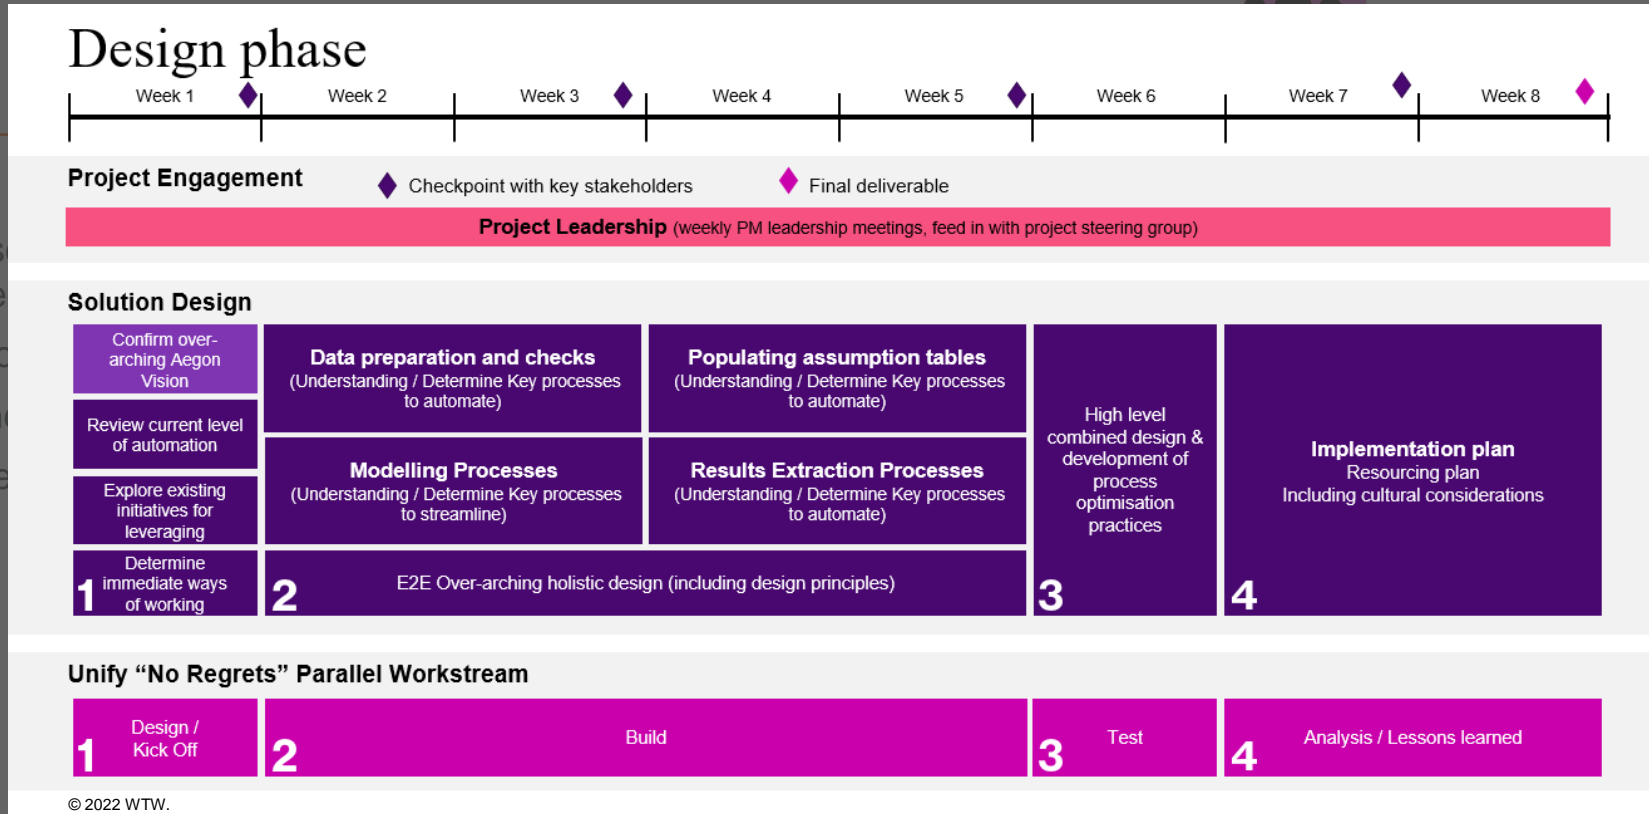 Design phase
Week 1
Week 2
Week 3
Week 4
Week 5
Week 6
Week 7
Week 8
Project Engagement
Checkpoint with key stakeholders
Final deliverable
Project Leadership (weekly PM leadership meetings, feed in with project steering group)
Solution Design
Confirm over-
arching Aegon
Vision
Review current level
of automation
Explore existing
initiatives for
leveraging
Determine
immediate ways
of working
1
Data preparation and checks
(Understanding / Determine Key processes
to automate)
Populating assumption tables
(Understanding / Determine Key processes
to automate)
Modelling Processes
(Understanding / Determine Key processes
to streamline)
Results Extraction Processes
(Understanding / Determine Key processes
to automate)
2
E2E Over-arching holistic design (including design principles)
High level
combined design &
development of
process
optimisation
practices
3
Implementation plan
Resourcing plan
Including cultural considerations
4
Unify “No Regrets” Parallel Workstream
1
Design /
Kick Off
2
Build
3
Test
4
Analysis / Lessons learned
© 2022 WTW.